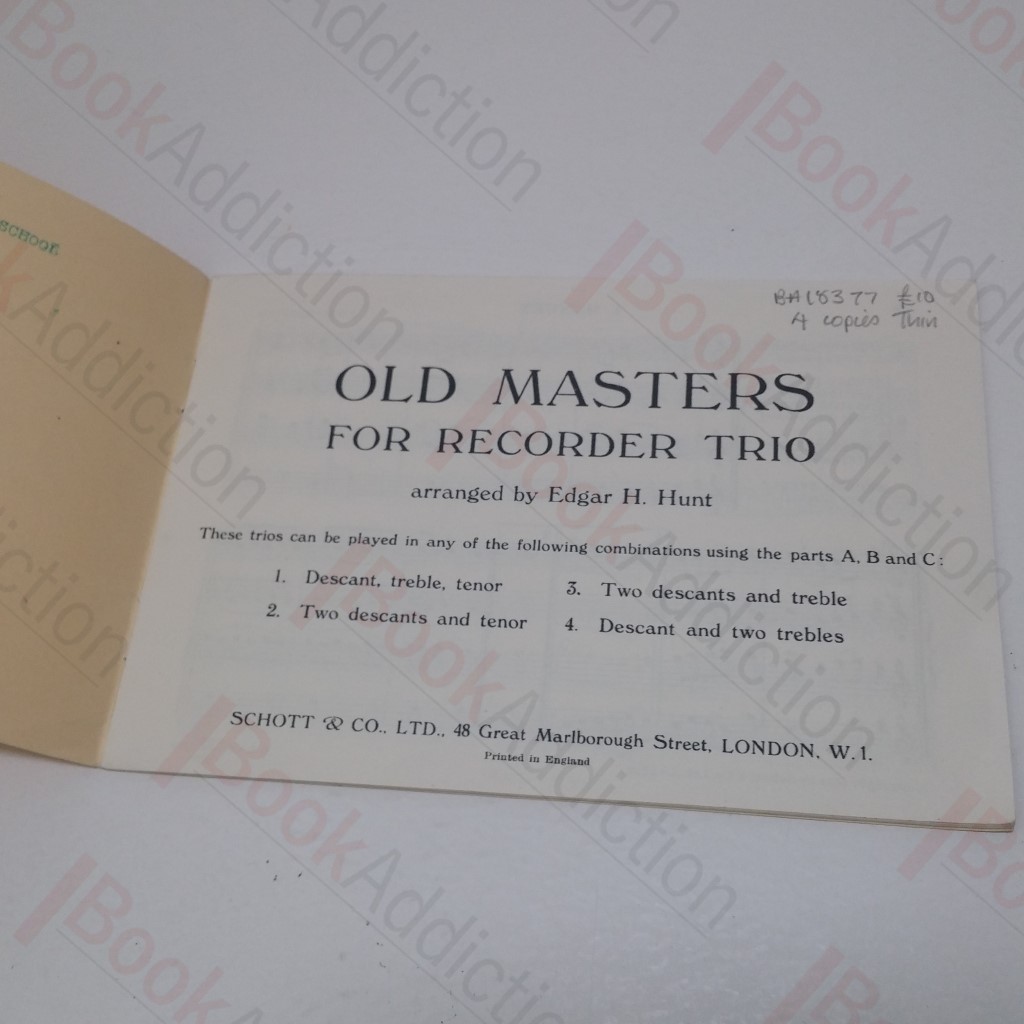 SCHOOL
BA18377 £10
4 copies Thin
OLD MASTERS
FOR RECORDER TRIO
arranged by Edgar H. Hunt
These trios can be played in any of the following combinations using the parts A, B and C:
1. Descant, treble, tenor
2. Two descants and tenor
3. Two descants and treble
4. Descant and two trebles
SCHOTT & CO., LTD., 48 Great Marlborough Street, LONDON, W.1.
Printed in England
BookAddiction